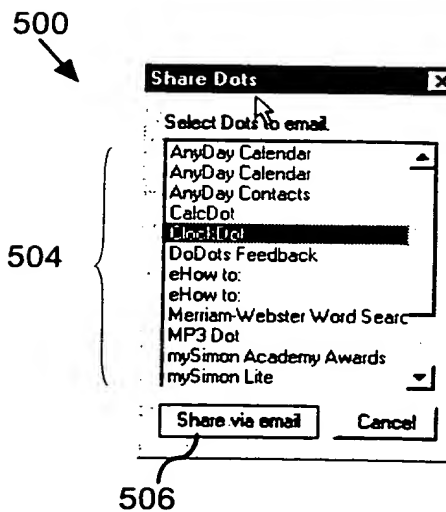 500
Share Dots
Select Dots to email.
AnyDay Calendar
AnyDay Calendar
AnyDay Contacts
CalcDot
ClockDot
DoDots Feedback
eHow to:
eHow to:
Merriam-Webster Word Searc
MP3 Dot
mySimon Academy Awards
mySimon Lite
504
Share via email Cancel
506